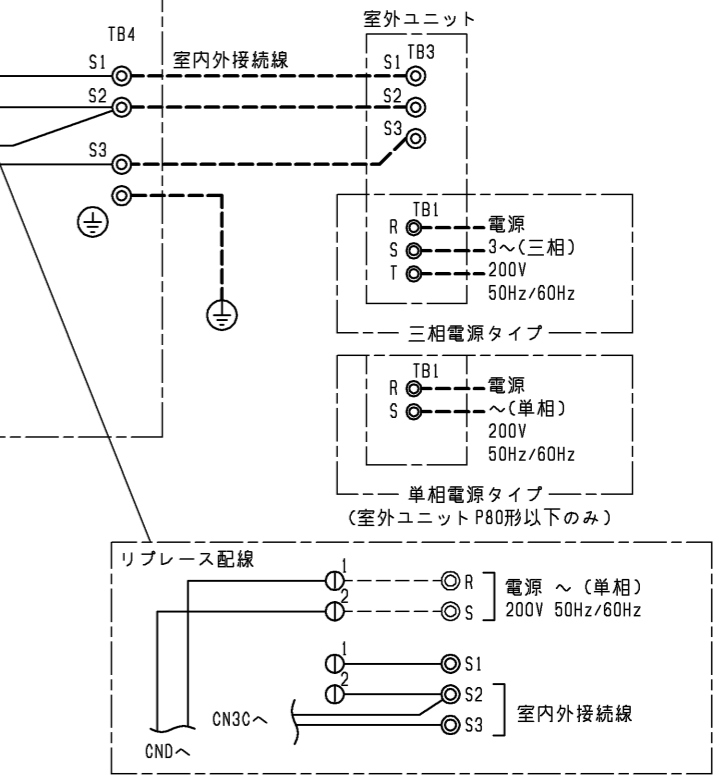 室外ユニット
TB4
TB3
S1
室内外接続線
S1
S2
S2
S3
S3
TB1
R
電源
S
3～(三相)
T
200V
50Hz/60Hz
三相電源タイプ
TB1
R
電源
S
～(単相)
200V
50Hz/60Hz
単相電源タイプ
(室外ユニットP80形以下のみ)
リプレース配線
1
R
電源 ～ (単相)
2
S
200V 50Hz/60Hz
1
S1
2
S2
CN3Cへ
室内外接続線
S3
CNDへ